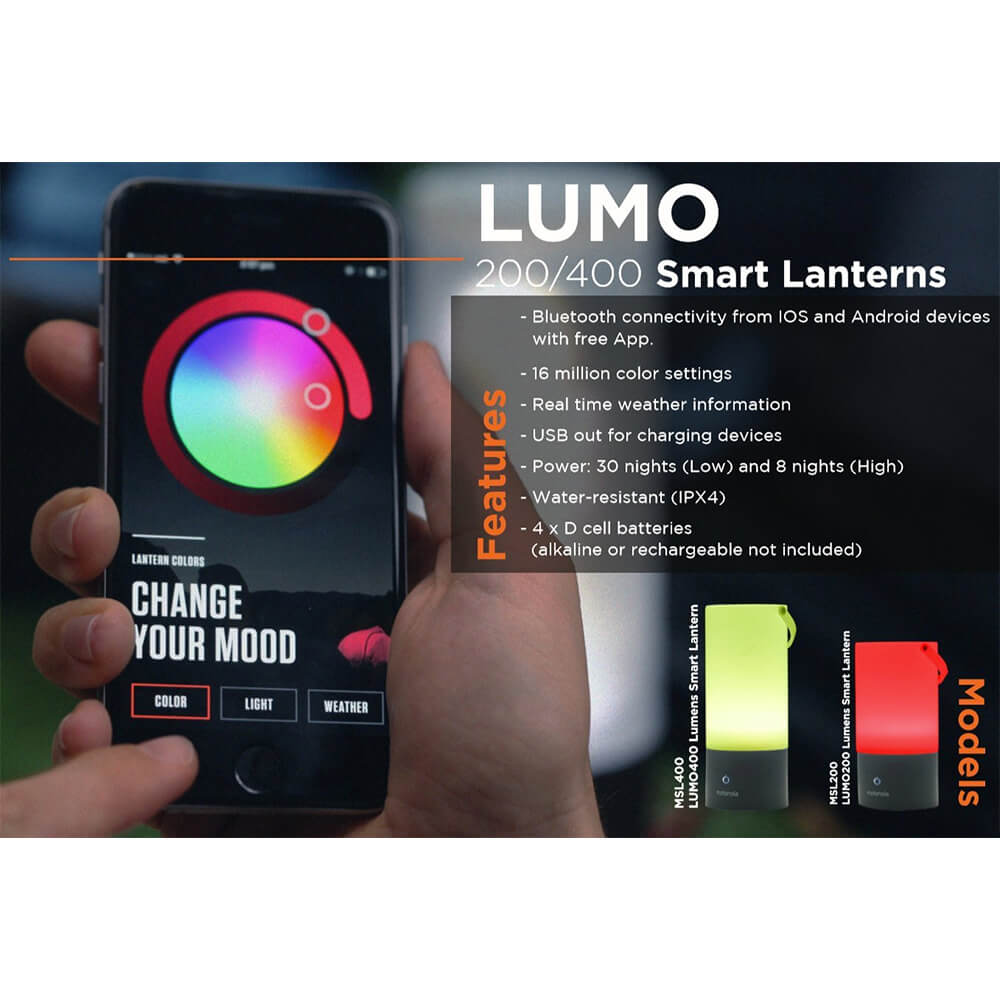 LUMO
200/400 Smart Lanterns
Features
- Bluetooth connectivity from IOS and Android devices
with free App.
- 16 million color settings
- Real time weather information
- USB out for charging devices
- Power: 30 nights (Low) and 8 nights (High)
- Water-resistant (IPX4)
- 4 x D cell batteries
(alkaline or rechargeable not included)
LANTERN COLORS
CHANGE
YOUR MOOD
COLOR
LIGHT
WEATHER
MSL400
LUMO400 Lumens Smart Lantern
motorola
MSL200
LUMO200 Lumens Smart Lantern
motorola
Models